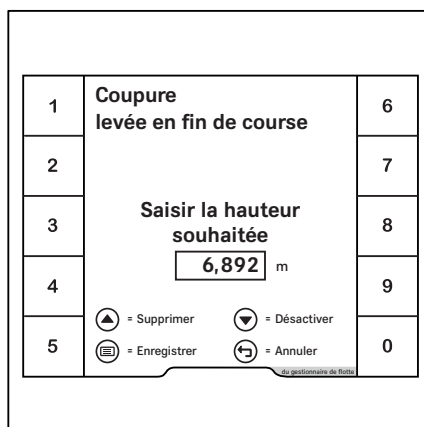 Coupure
levée en fin de course
1
2
3
4
5
6
7
8
9
0
Saisir la hauteur
souhaitée
6,892 m
= Supprimer
= Désactiver
= Enregistrer
= Annuler
du gestionnaire de flotte